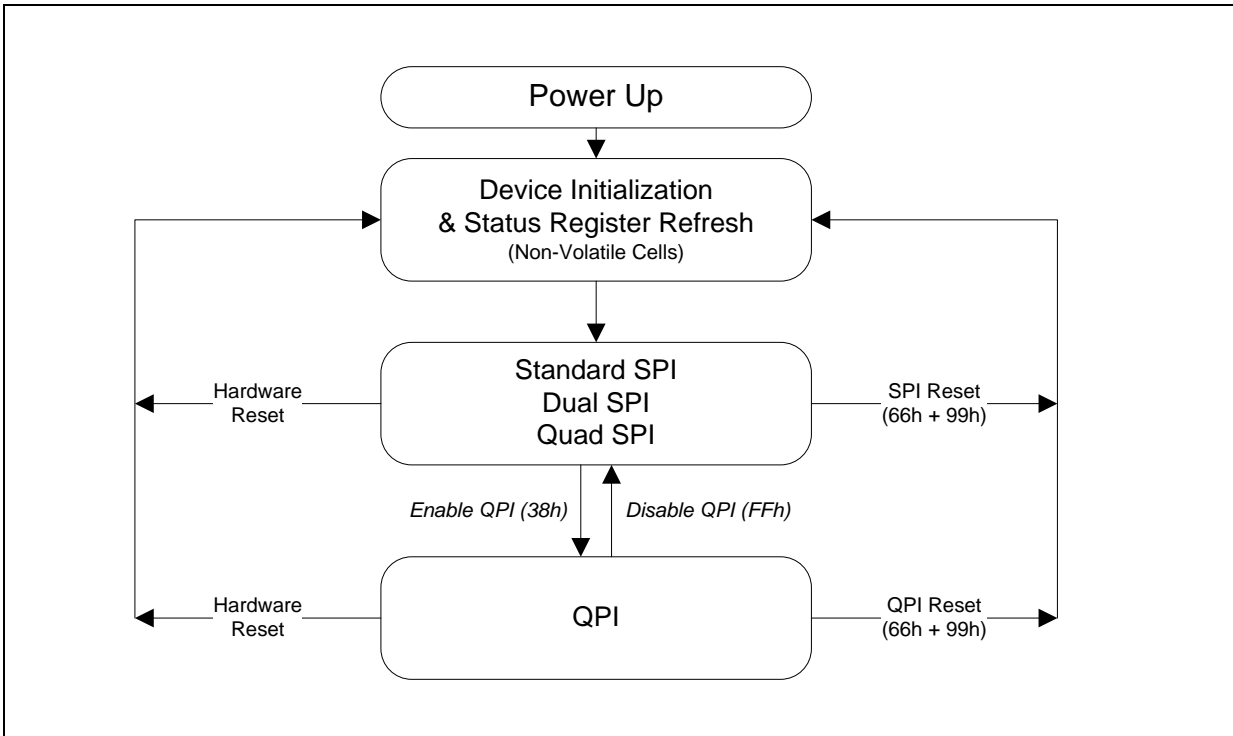 Power Up
Device Initialization
& Status Register Refresh
(Non-Volatile Cells)
Standard SPI
Dual SPI
Quad SPI
Hardware
Reset
SPI Reset
(66h + 99h)
Enable QPI (38h)
Disable QPI (FFh)
Hardware
Reset
QPI
QPI Reset
(66h + 99h)